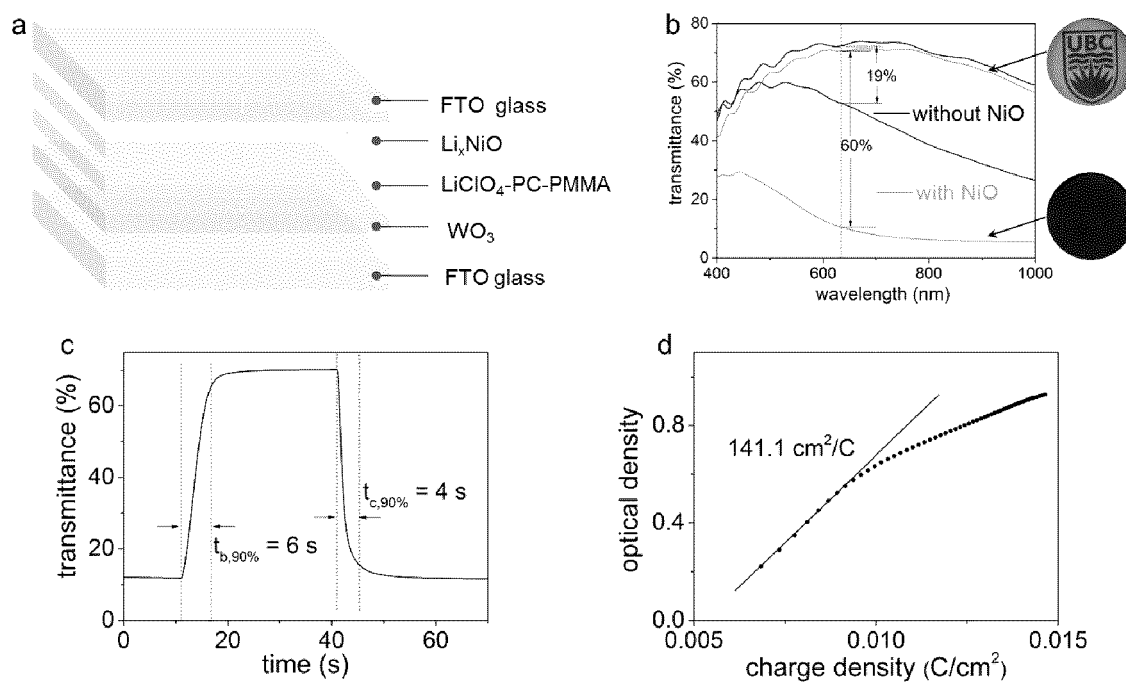 a
FTO glass
LiₓNiO
LiClO₄-PC-PMMA
WO₃
FTO glass
b
transmittance (%)
80
60
40
20
0
400
600
800
1000
wavelength (nm)
19%
60%
without NiO
with NiO
UBC
c
transmittance (%)
60
40
20
0
0
20
40
60
time (s)
t_b,90% = 6 s
t_c,90% = 4 s
d
optical density
0.8
0.4
0.0
0.005
0.010
0.015
charge density (C/cm²)
141.1 cm²/C